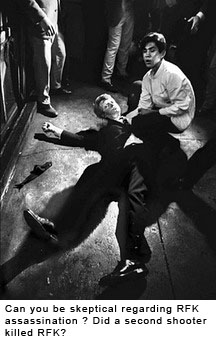 Can you be skeptical regarding RFK
assassination ? Did a second shooter
killed RFK?